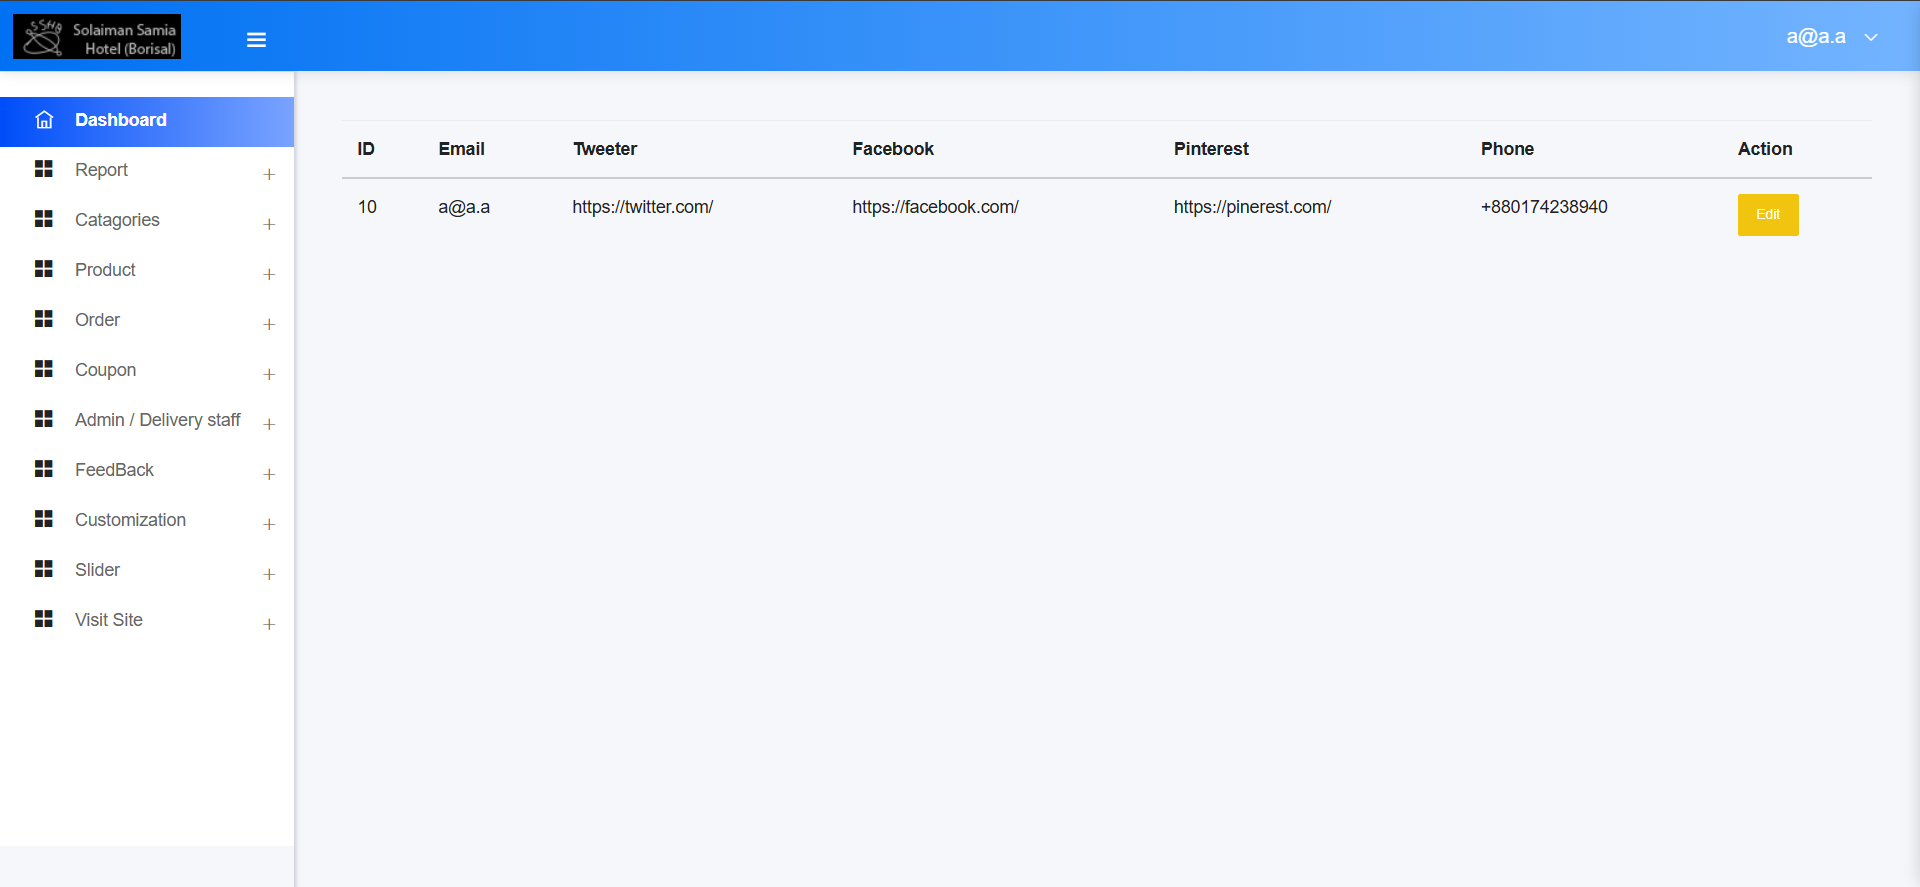 SSHB
Solaiman Samia
Hotel (Borisal)
a@a.a
Dashboard
Report
Catagories
Product
Order
Coupon
Admin / Delivery staff
FeedBack
Customization
Slider
Visit Site
ID Email Tweeter Facebook Pinterest Phone Action
10 a@a.a https://twitter.com/ https://facebook.com/ https://pinerest.com/ +880174238940 Edit